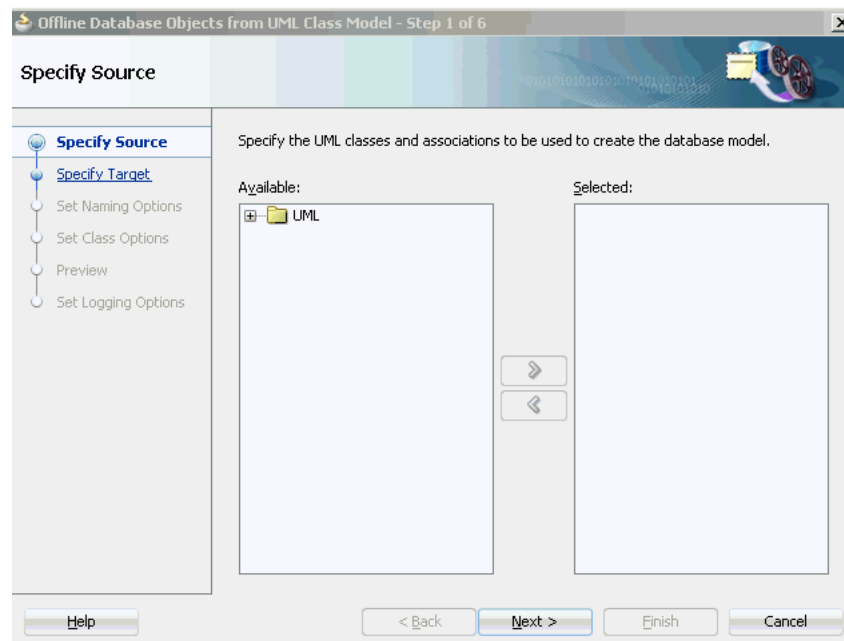 Offline Database Objects from UML Class Model - Step 1 of 6
Specify Source
Specify Source
Specify Target
Set Naming Options
Set Class Options
Preview
Set Logging Options
Specify the UML classes and associations to be used to create the database model.
Available:
Selected:
UML
Help
< Back
Next >
Finish
Cancel